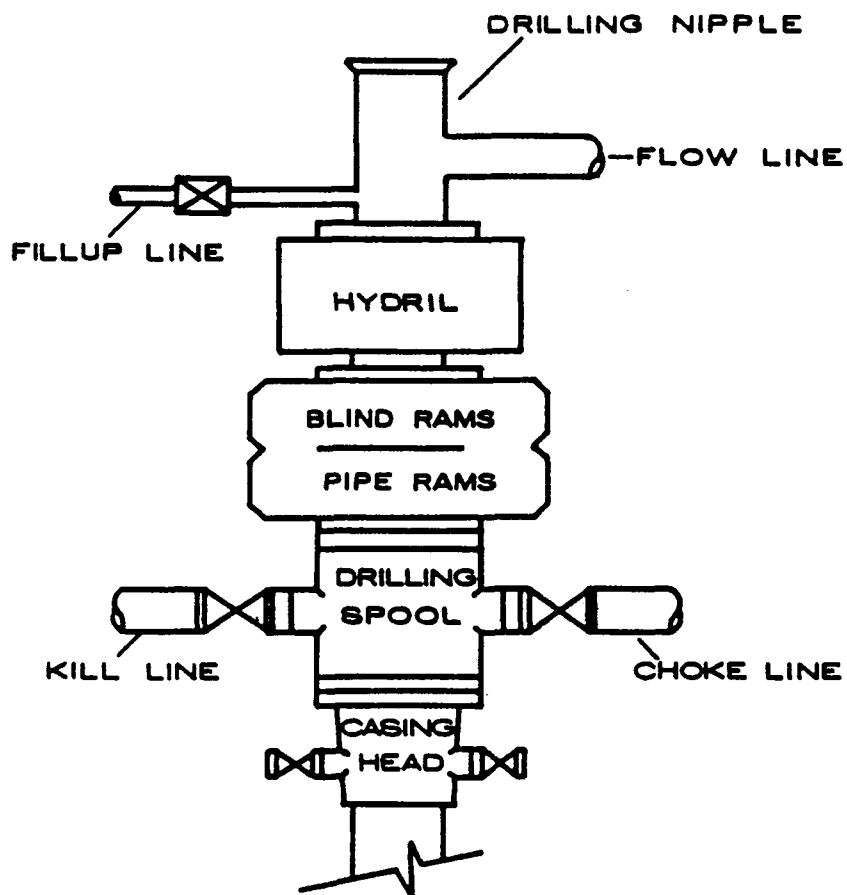 DRILLING NIPPLE
FLOW LINE
FILLUP LINE
HYDRIL
BLIND RAMS
PIPE RAMS
DRILLING
SPOOL
KILL LINE
CHOKE LINE
CASING
HEAD